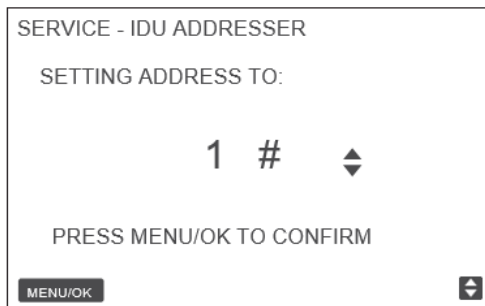 SERVICE - IDU ADDRESSER
SETTING ADDRESS TO:
1 #
PRESS MENU/OK TO CONFIRM
MENU/OK